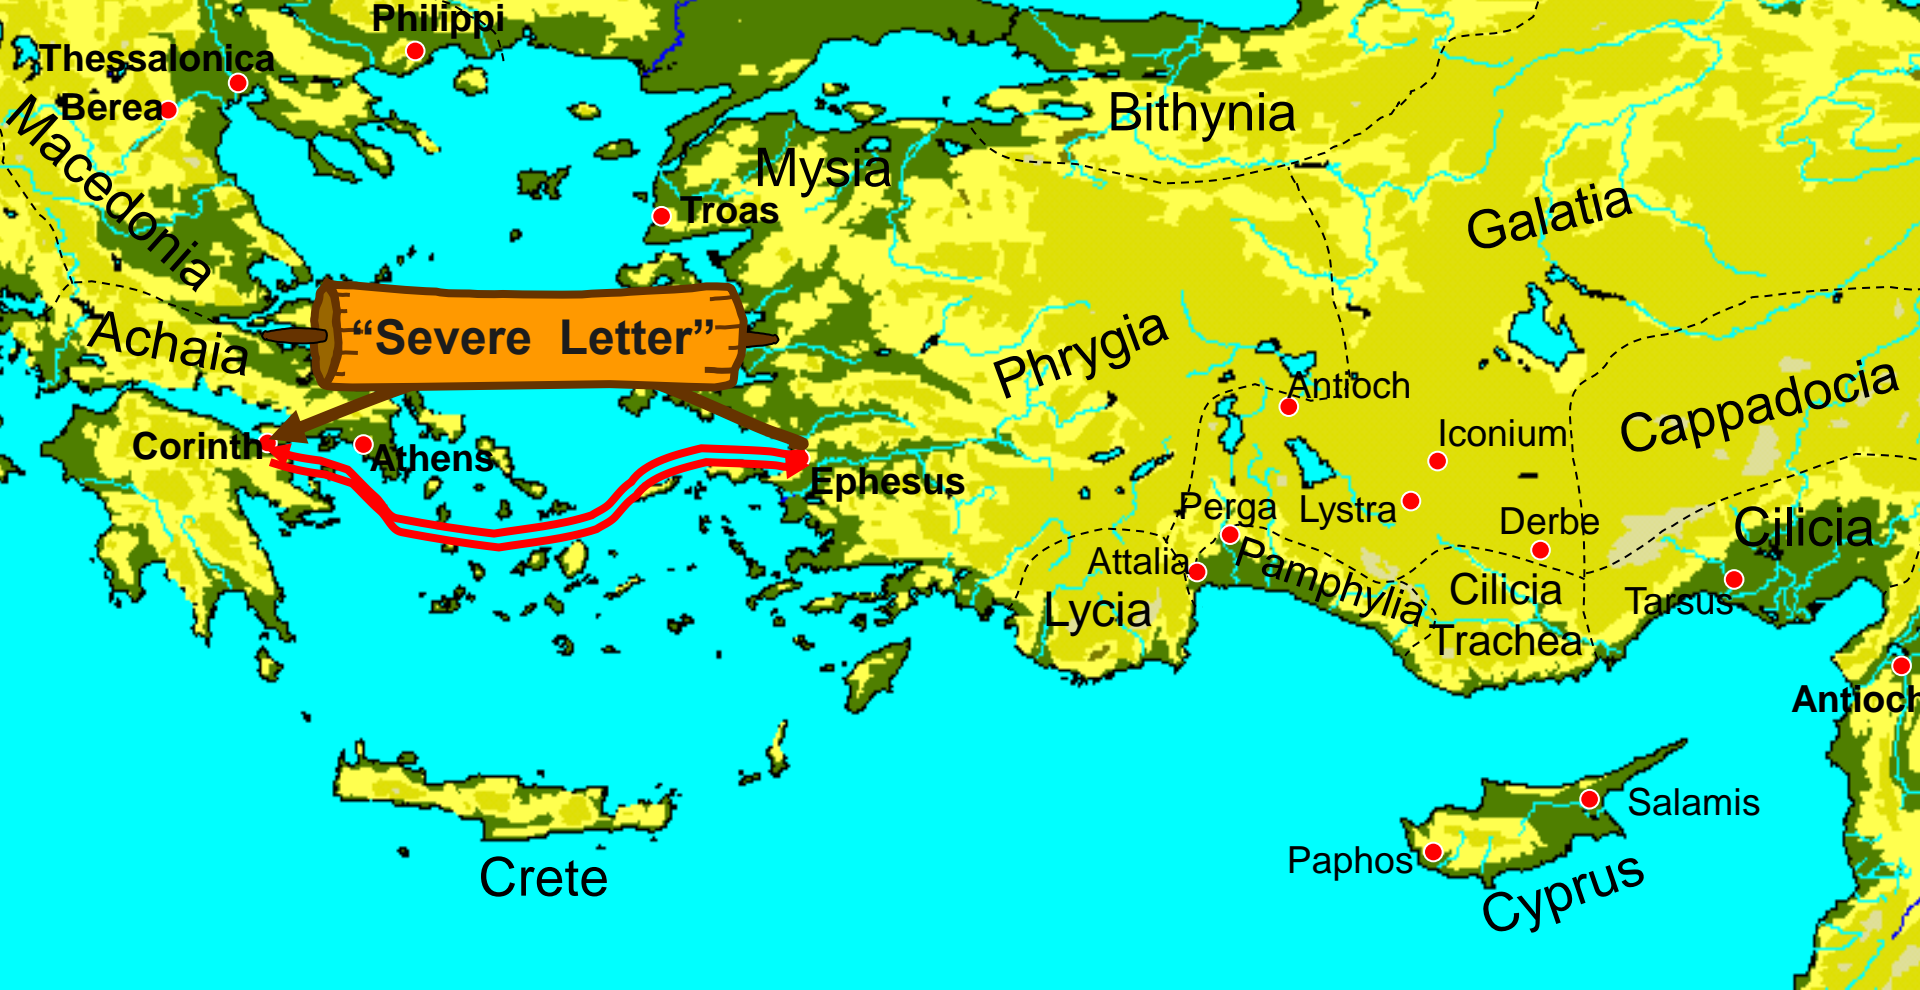 Philippi
Thessalonica
Berea
Macedonia
Bithynia
Mysia
Troas
Galatia
Achaia
“Severe Letter”
Phrygia
Antioch
Cappadocia
Iconium
Corinth
Athens
Ephesus
Perga
Lystra
Derbe
Cilicia
Attalia
Pamphylia
Lycia
Cilicia
Trachea
Tarsus
Antioch
Salamis
Paphos
Cyprus
Crete